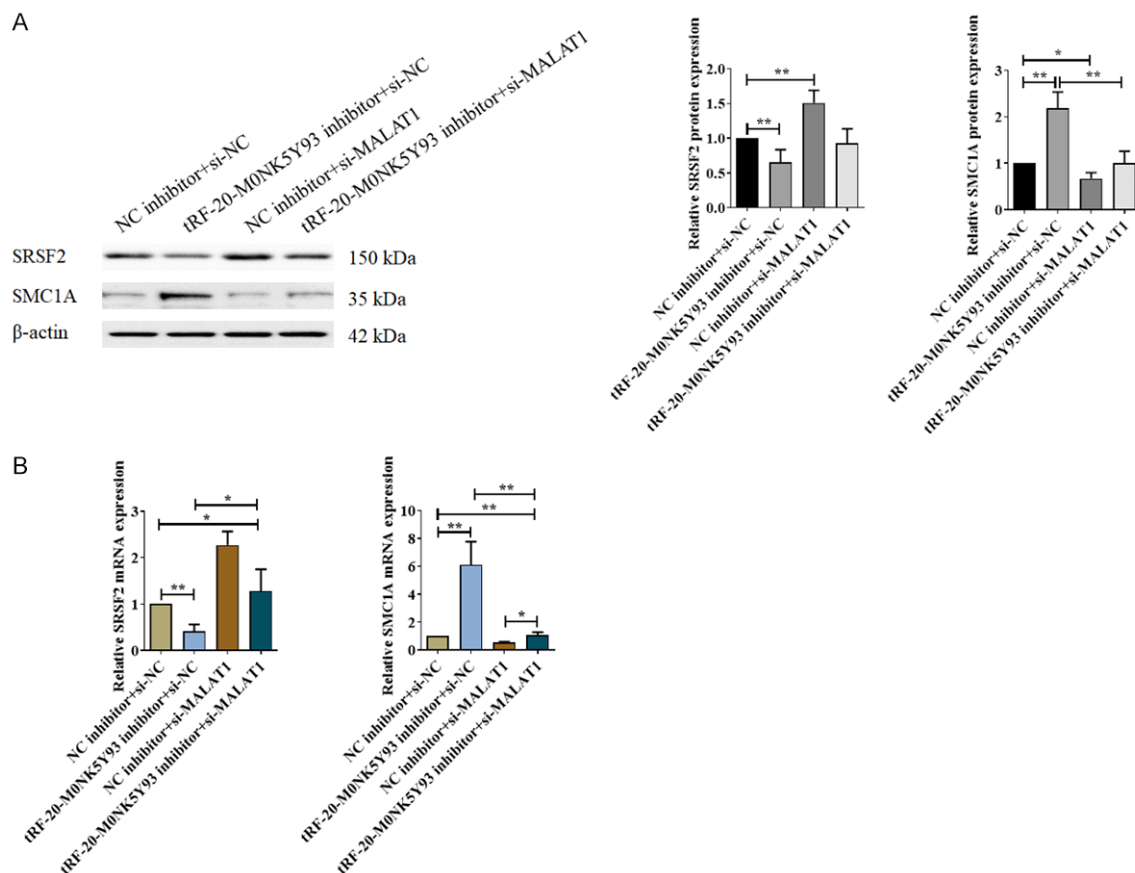 A
NC inhibitor+si-NC
tRF-20-M0NK5Y93 inhibitor+si-NC
NC inhibitor+si-MALAT1
tRF-20-M0NK5Y93 inhibitor+si-MALAT1
SRSF2
150 kDa
SMC1A
35 kDa
β-actin
42 kDa
Relative SRSF2 protein expression
2.0
1.5
1.0
0.5
0.0
**
**
NC inhibitor+si-NC
tRF-20-M0NK5Y93 inhibitor+si-NC
NC inhibitor+si-MALAT1
tRF-20-M0NK5Y93 inhibitor+si-MALAT1
Relative SMC1A protein expression
3
2
1
0
*
**
**
NC inhibitor+si-NC
tRF-20-M0NK5Y93 inhibitor+si-NC
NC inhibitor+si-MALAT1
tRF-20-M0NK5Y93 inhibitor+si-MALAT1
B
Relative SRSF2 mRNA expression
3
2
1
0
*
*
**
NC inhibitor+si-NC
tRF-20-M0NK5Y93 inhibitor+si-NC
NC inhibitor+si-MALAT1
tRF-20-M0NK5Y93 inhibitor+si-MALAT1
Relative SMC1A mRNA expression
10
8
6
4
2
0
**
**
**
*
NC inhibitor+si-NC
tRF-20-M0NK5Y93 inhibitor+si-NC
NC inhibitor+si-MALAT1
tRF-20-M0NK5Y93 inhibitor+si-MALAT1